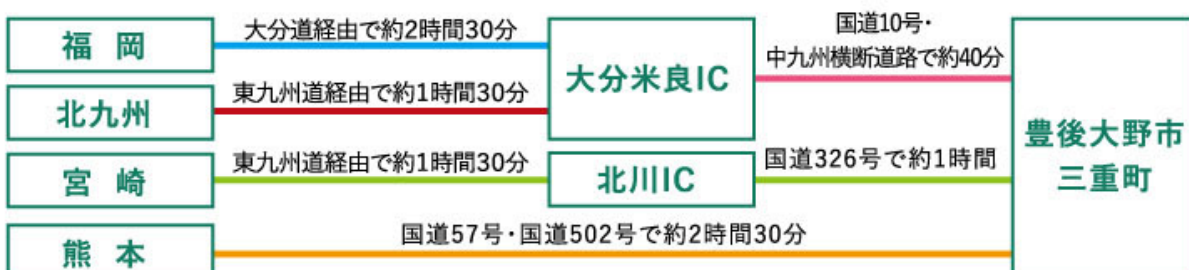 福岡
大分道経由で約2時間30分
北九州
東九州道経由で約1時間30分
大分米良IC
国道10号・
中九州横断道路で約40分
宮崎
東九州道経由で約1時間30分
北川IC
国道326号で約1時間
熊本
国道57号・国道502号で約2時間30分
豊後大野市
三重町